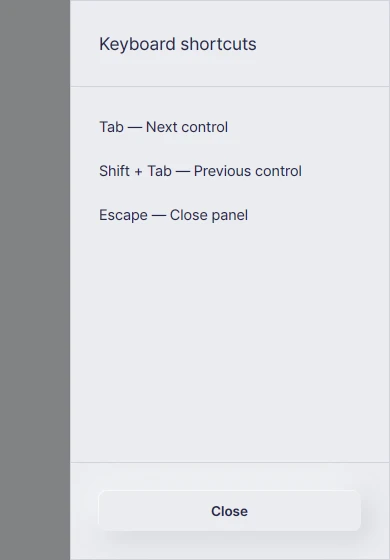 Keyboard shortcuts
Tab — Next control
Shift + Tab — Previous control
Escape — Close panel
Close